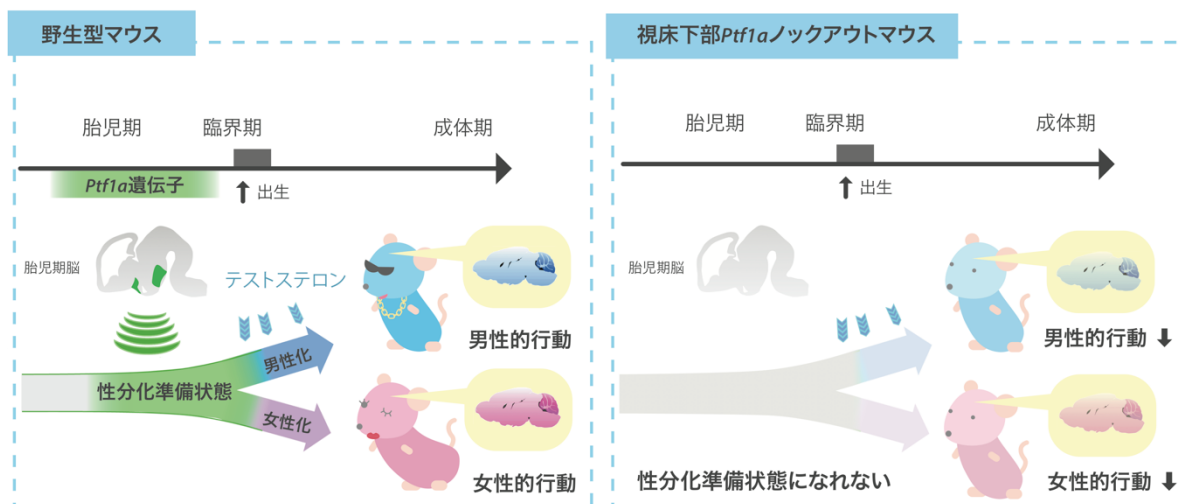 野生型マウス
胎児期
臨界期
成体期
Ptf1a遺伝子
出生
胎児期脳
テストステロン
男性化
男性的行動
性分化準備状態
女性化
女性的行動
視床下部Ptf1aノックアウトマウス
胎児期
臨界期
成体期
出生
胎児期脳
男性的行動
性分化準備状態になれない
女性的行動